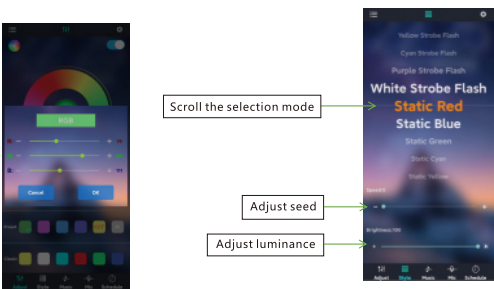 RGB
Cancel
OK
Adjust
Style
Music
Mic
Schedule
Scroll the selection mode
Adjust seed
Adjust luminance
Yellow Strobe Flash
Cyan Strobe Flash
Purple Strobe Flash
White Strobe Flash
Static Red
Static Blue
Static Green
Static Cyan
Static Yellow
Brightness:100
Adjust
Style
Music
Mic
Schedule